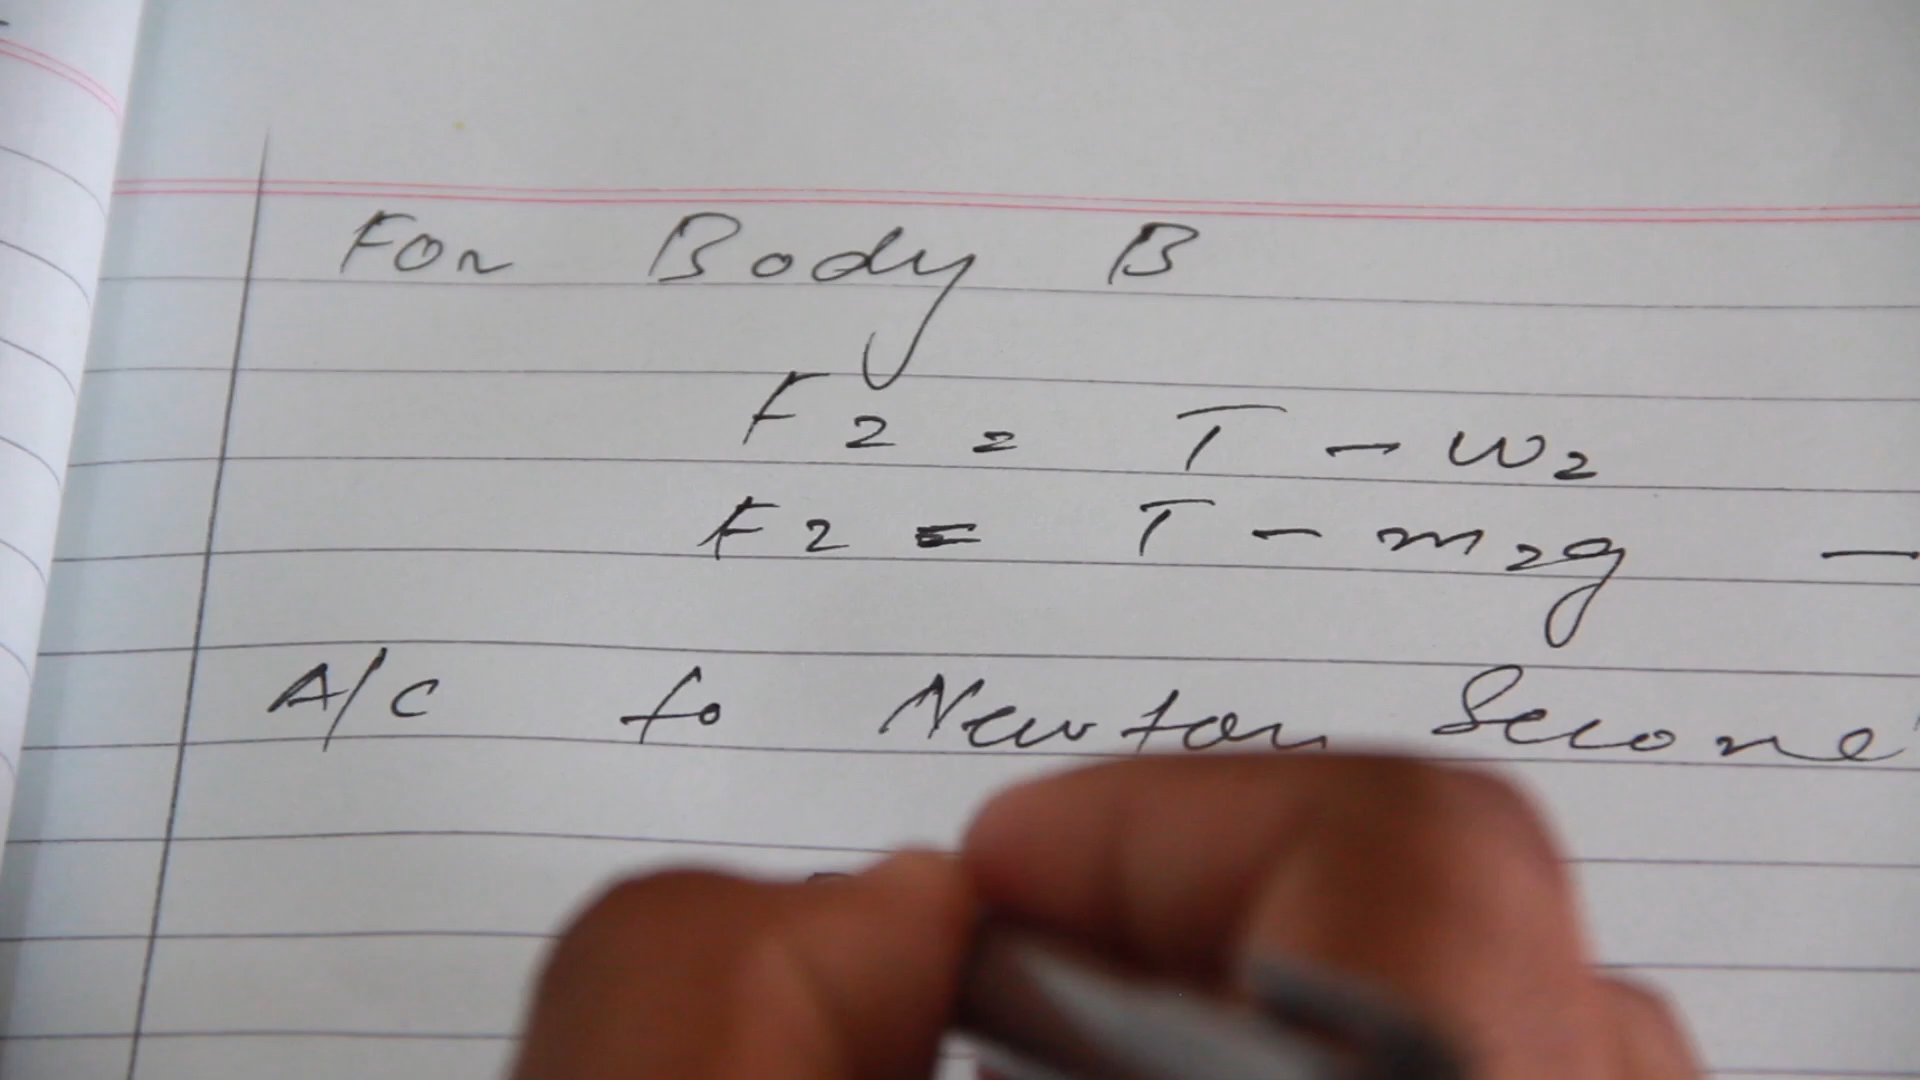 For Body B
F2 = T - w2
F2 = T - m2g -
A/C to Newton Second